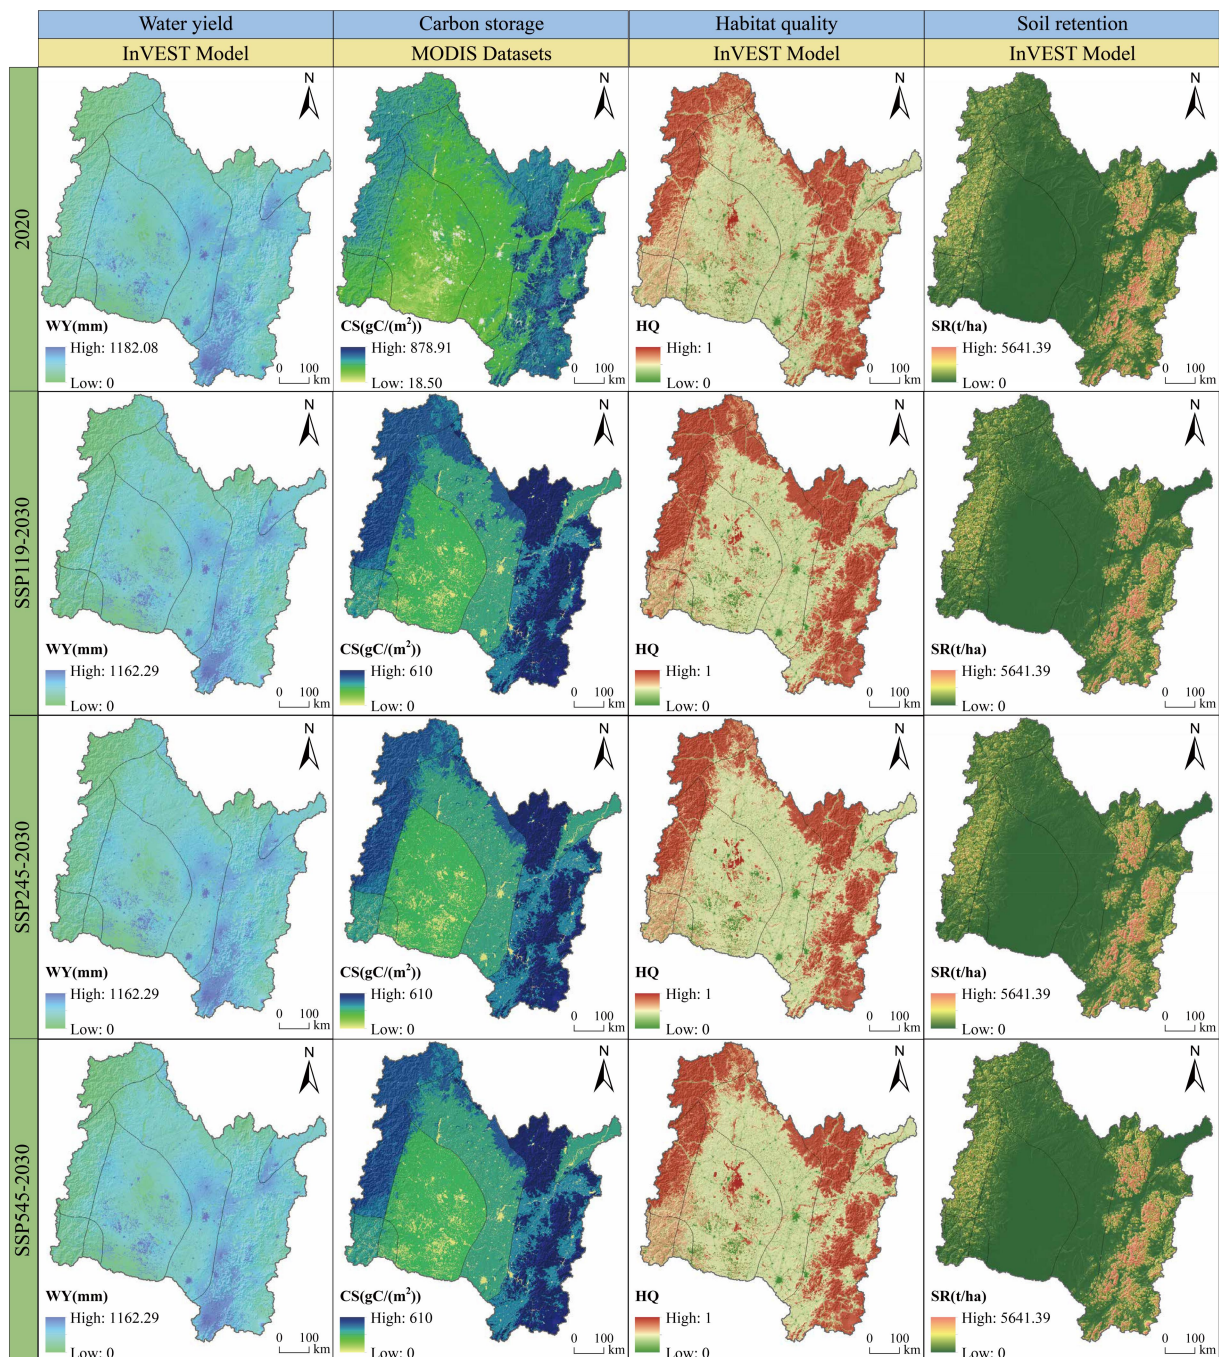 Water yield
Carbon storage
Habitat quality
Soil retention
InVEST Model
MODIS Datasets
InVEST Model
InVEST Model
2020
N
WY(mm)
High: 1182.08
Low: 0
0 100
km
N
CS(gC/(m²))
High: 878.91
Low: 18.50
0 100
km
N
HQ
High: 1
Low: 0
0 100
km
N
SR(t/ha)
High: 5641.39
Low: 0
0 100
km
SSP119-2030
N
WY(mm)
High: 1162.29
Low: 0
0 100
km
N
CS(gC/(m²))
High: 610
Low: 0
0 100
km
N
HQ
High: 1
Low: 0
0 100
km
N
SR(t/ha)
High: 5641.39
Low: 0
0 100
km
SSP245-2030
N
WY(mm)
High: 1162.29
Low: 0
0 100
km
N
CS(gC/(m²))
High: 610
Low: 0
0 100
km
N
HQ
High: 1
Low: 0
0 100
km
N
SR(t/ha)
High: 5641.39
Low: 0
0 100
km
SSP545-2030
N
WY(mm)
High: 1162.29
Low: 0
0 100
km
N
CS(gC/(m²))
High: 610
Low: 0
0 100
km
N
HQ
High: 1
Low: 0
0 100
km
N
SR(t/ha)
High: 5641.39
Low: 0
0 100
km